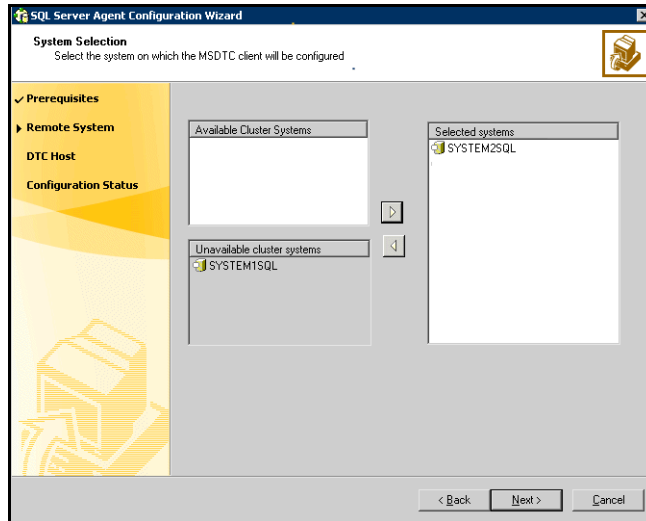 SQL Server Agent Configuration Wizard
System Selection
Select the system on which the MSDTC client will be configured
Prerequisites
Remote System
DTC Host
Configuration Status
Available Cluster Systems
Unavailable cluster systems
SYSTEM1SQL
Selected systems
SYSTEM2SQL
< Back
Next >
Cancel